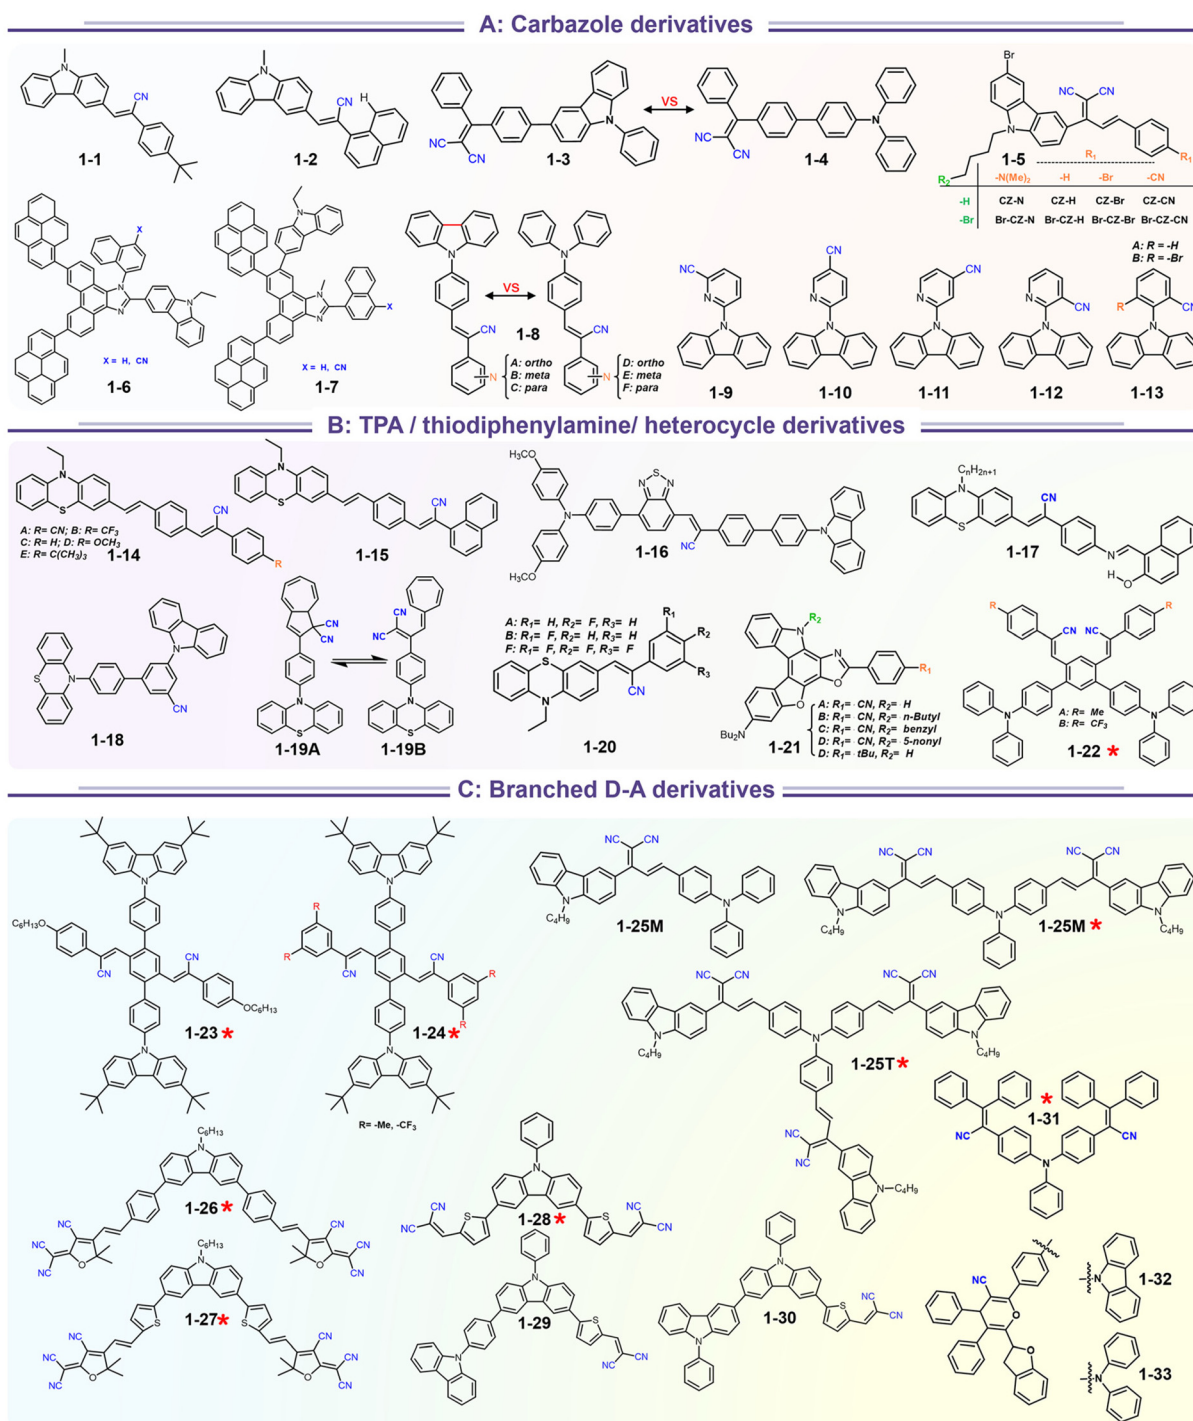 A: Carbazole derivatives
N
CN
1-1
N
CN
H
1-2
NC
CN
N
1-3
VS
NC
CN
N
1-4
Br
NC
CN
N
R1
1-5
R2
R1
-N(Me)2 -H -Br -CN
-H CZ-N CZ-H CZ-Br CZ-CN
-Br Br-CZ-N Br-CZ-H Br-CZ-Br Br-CZ-CN
X
N
N
N
X = H, CN
1-6
N
N
N
X
X = H, CN
1-7
N
CN
N
VS
1-8
A: ortho
B: meta
C: para
N
CN
N
D: ortho
E: meta
F: para
NC
N
N
1-9
CN
N
N
1-10
CN
N
N
1-11
N
CN
N
1-12
A: R = -H
B: R = -Br
R
CN
N
1-13
B: TPA / thiodiphenylamine/ heterocycle derivatives
N
S
CN
R
A: R= CN; B: R= CF3
C: R= H; D: R= OCH3
E: R= C(CH3)3
1-14
N
S
CN
1-15
H3CO
N
H3CO
S
N
N
NC
N
1-16
CnH2n+1
N
S
CN
N
H
O
1-17
S
N
N
CN
1-18
CN
CN
N
S
1-19A
CN
NC
N
S
1-19B
A: R1= H, R2= F, R3= H
B: R1= F, R2= H, R3= H
F: R1= F, R2= F, R3= F
R1
R2
R3
S
N
CN
1-20
R2
N
N
O
O
R1
Bu2N
1-21
A: R1= CN, R2= H
B: R1= CN, R2= n-Butyl
C: R1= CN, R2= benzyl
D: R1= CN, R2= 5-nonyl
D: R1= tBu, R2= H
R
R
CN
NC
N
N
A: R= Me
B: R= CF3
1-22 *
C: Branched D-A derivatives
N
C6H13O
CN
CN
OC6H13
N
1-23 *
N
R
R
CN
CN
R
R
N
1-24 *
R= -Me, -CF3
NC
CN
N
C4H9
N
1-25M
NC
CN
NC
CN
N
C4H9
N
N
C4H9
1-25M *
NC
CN
NC
CN
N
C4H9
N
N
C4H9
1-25T *
NC
NC
N
C4H9
*
1-31
NC
CN
N
C6H13
N
1-26 *
NC
NC
NC
O
CN
O
CN
CN
C6H13
N
1-27 *
S
S
NC
NC
NC
O
CN
O
CN
CN
N
CN
NC
S
S
CN
CN
1-28 *
N
N
S
NC
CN
1-29
N
N
S
CN
CN
1-30
NC
O
O
N
1-32
N
1-33